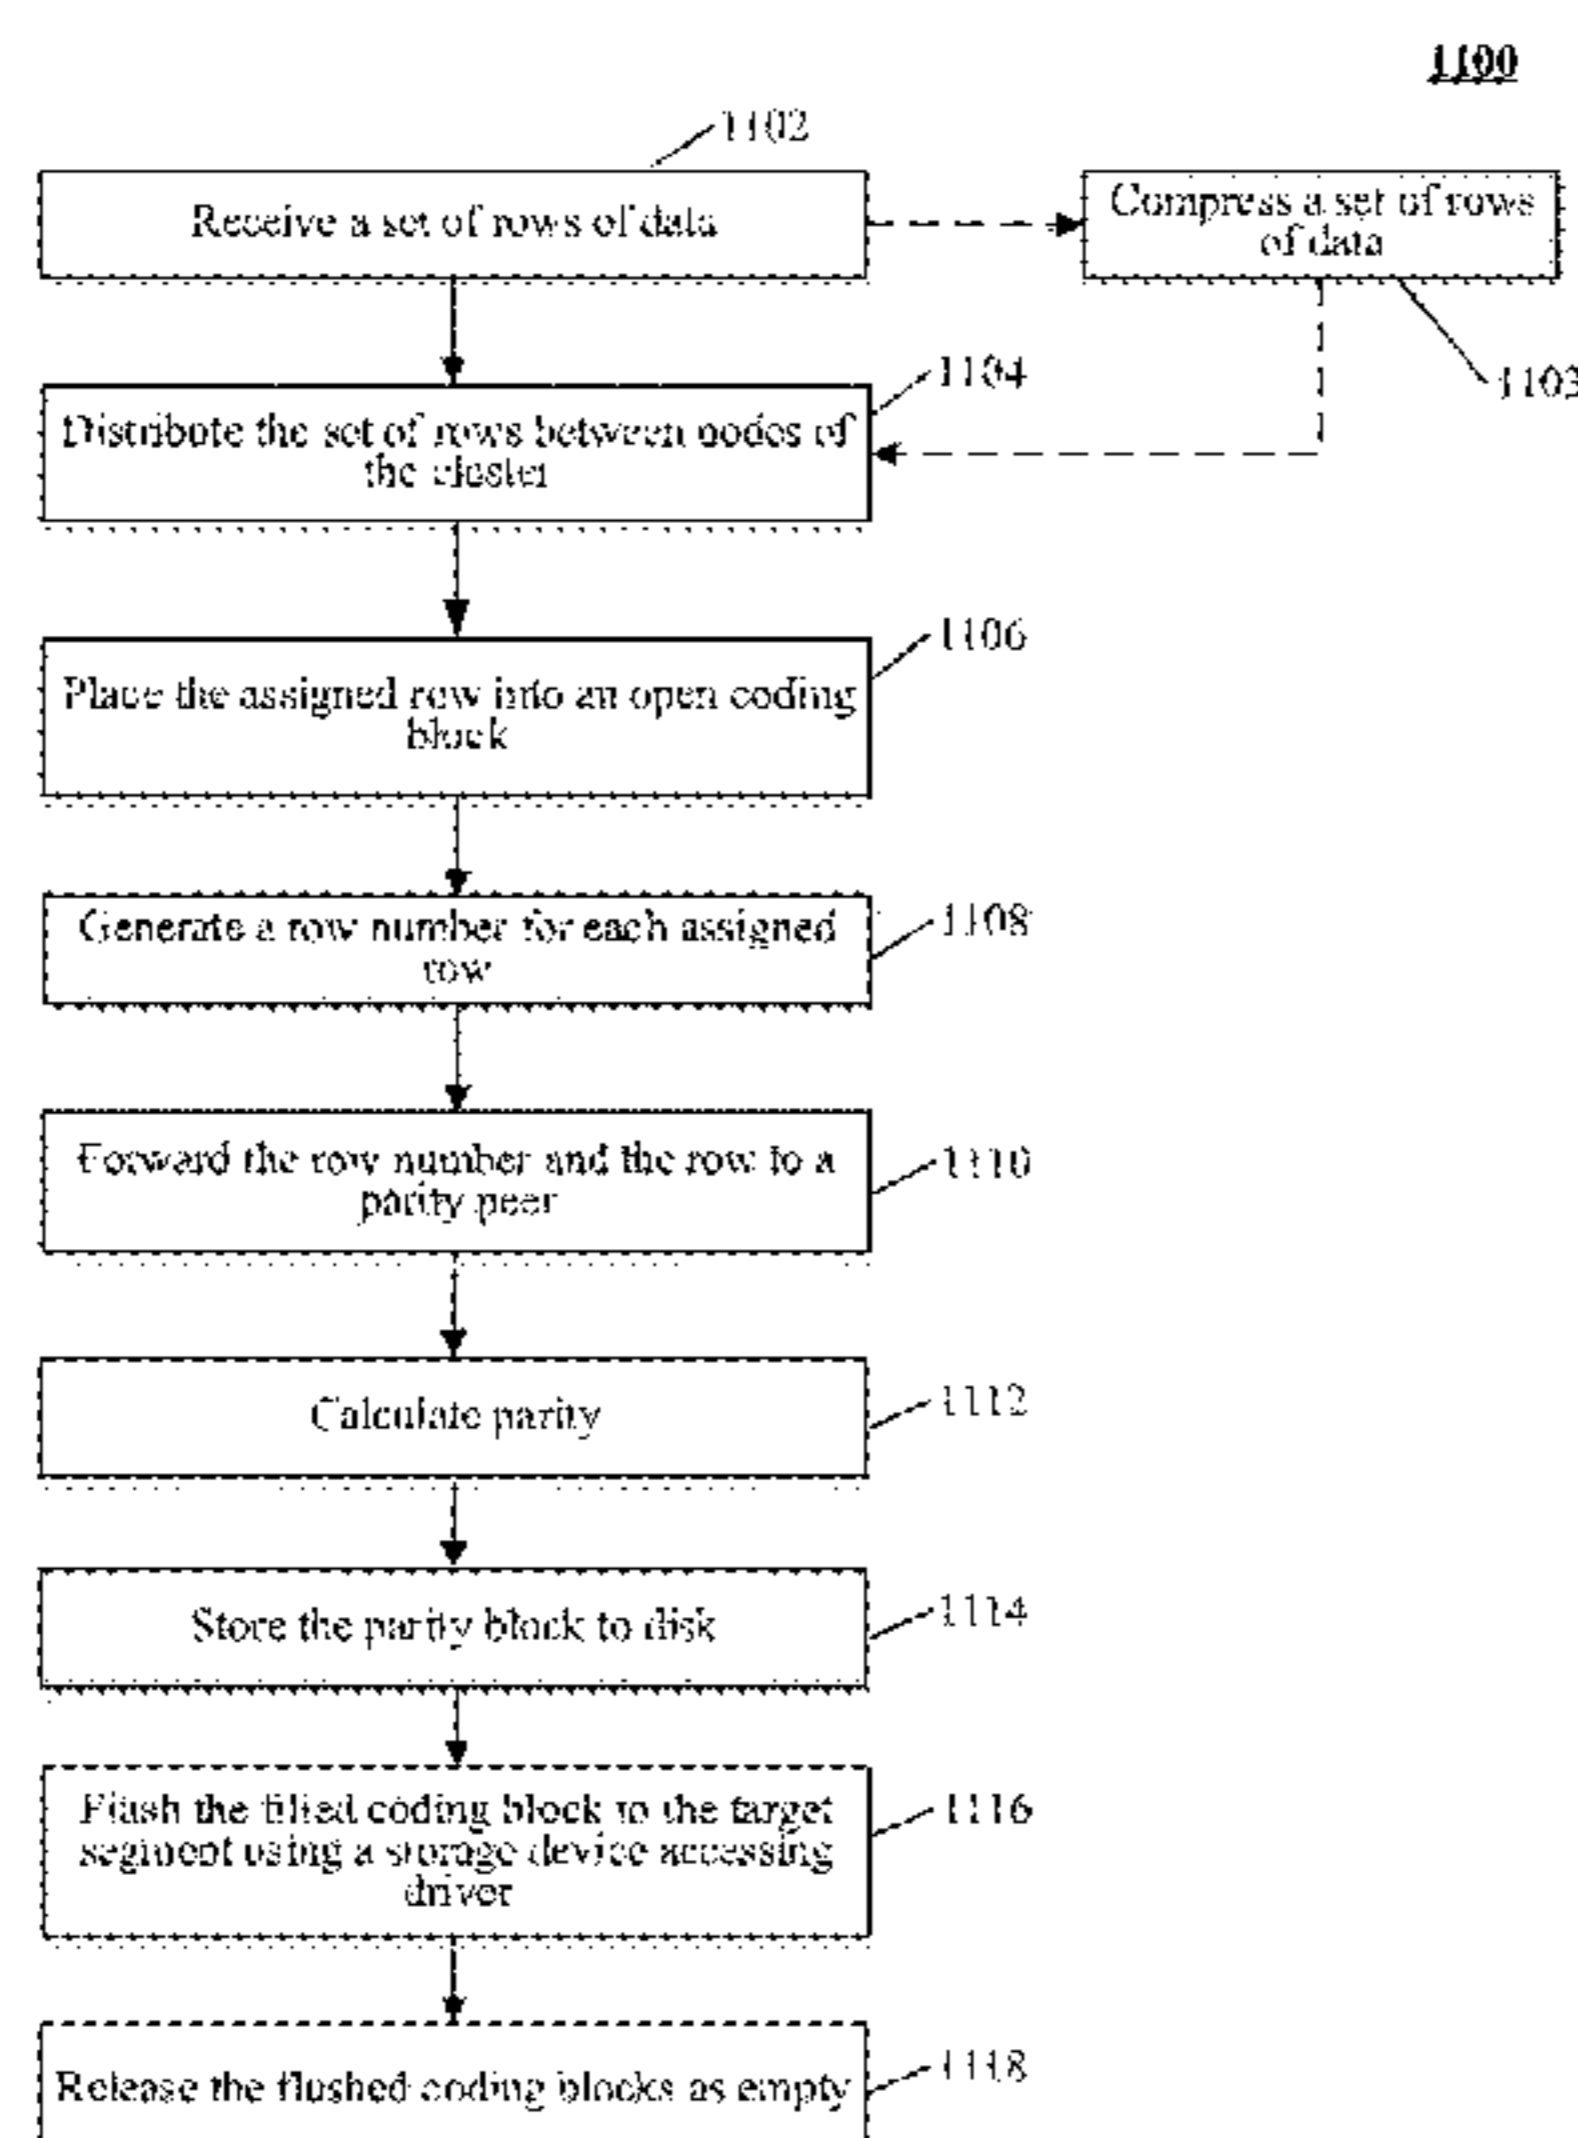 1100
1102
Receive a set of rows of data
Compress a set of rows
of data
1103
1104
Distribute the set of rows between nodes of
the cluster
1106
Place the assigned row into an open coding
block
1108
Generate a row number for each assigned
row
1110
Forward the row number and the row to a
parity peer
1112
Calculate parity
1114
Store the parity block to disk
1116
Flush the filled coding block to the target
segment using a storage device accessing
driver
1118
Release the flushed coding blocks as empty